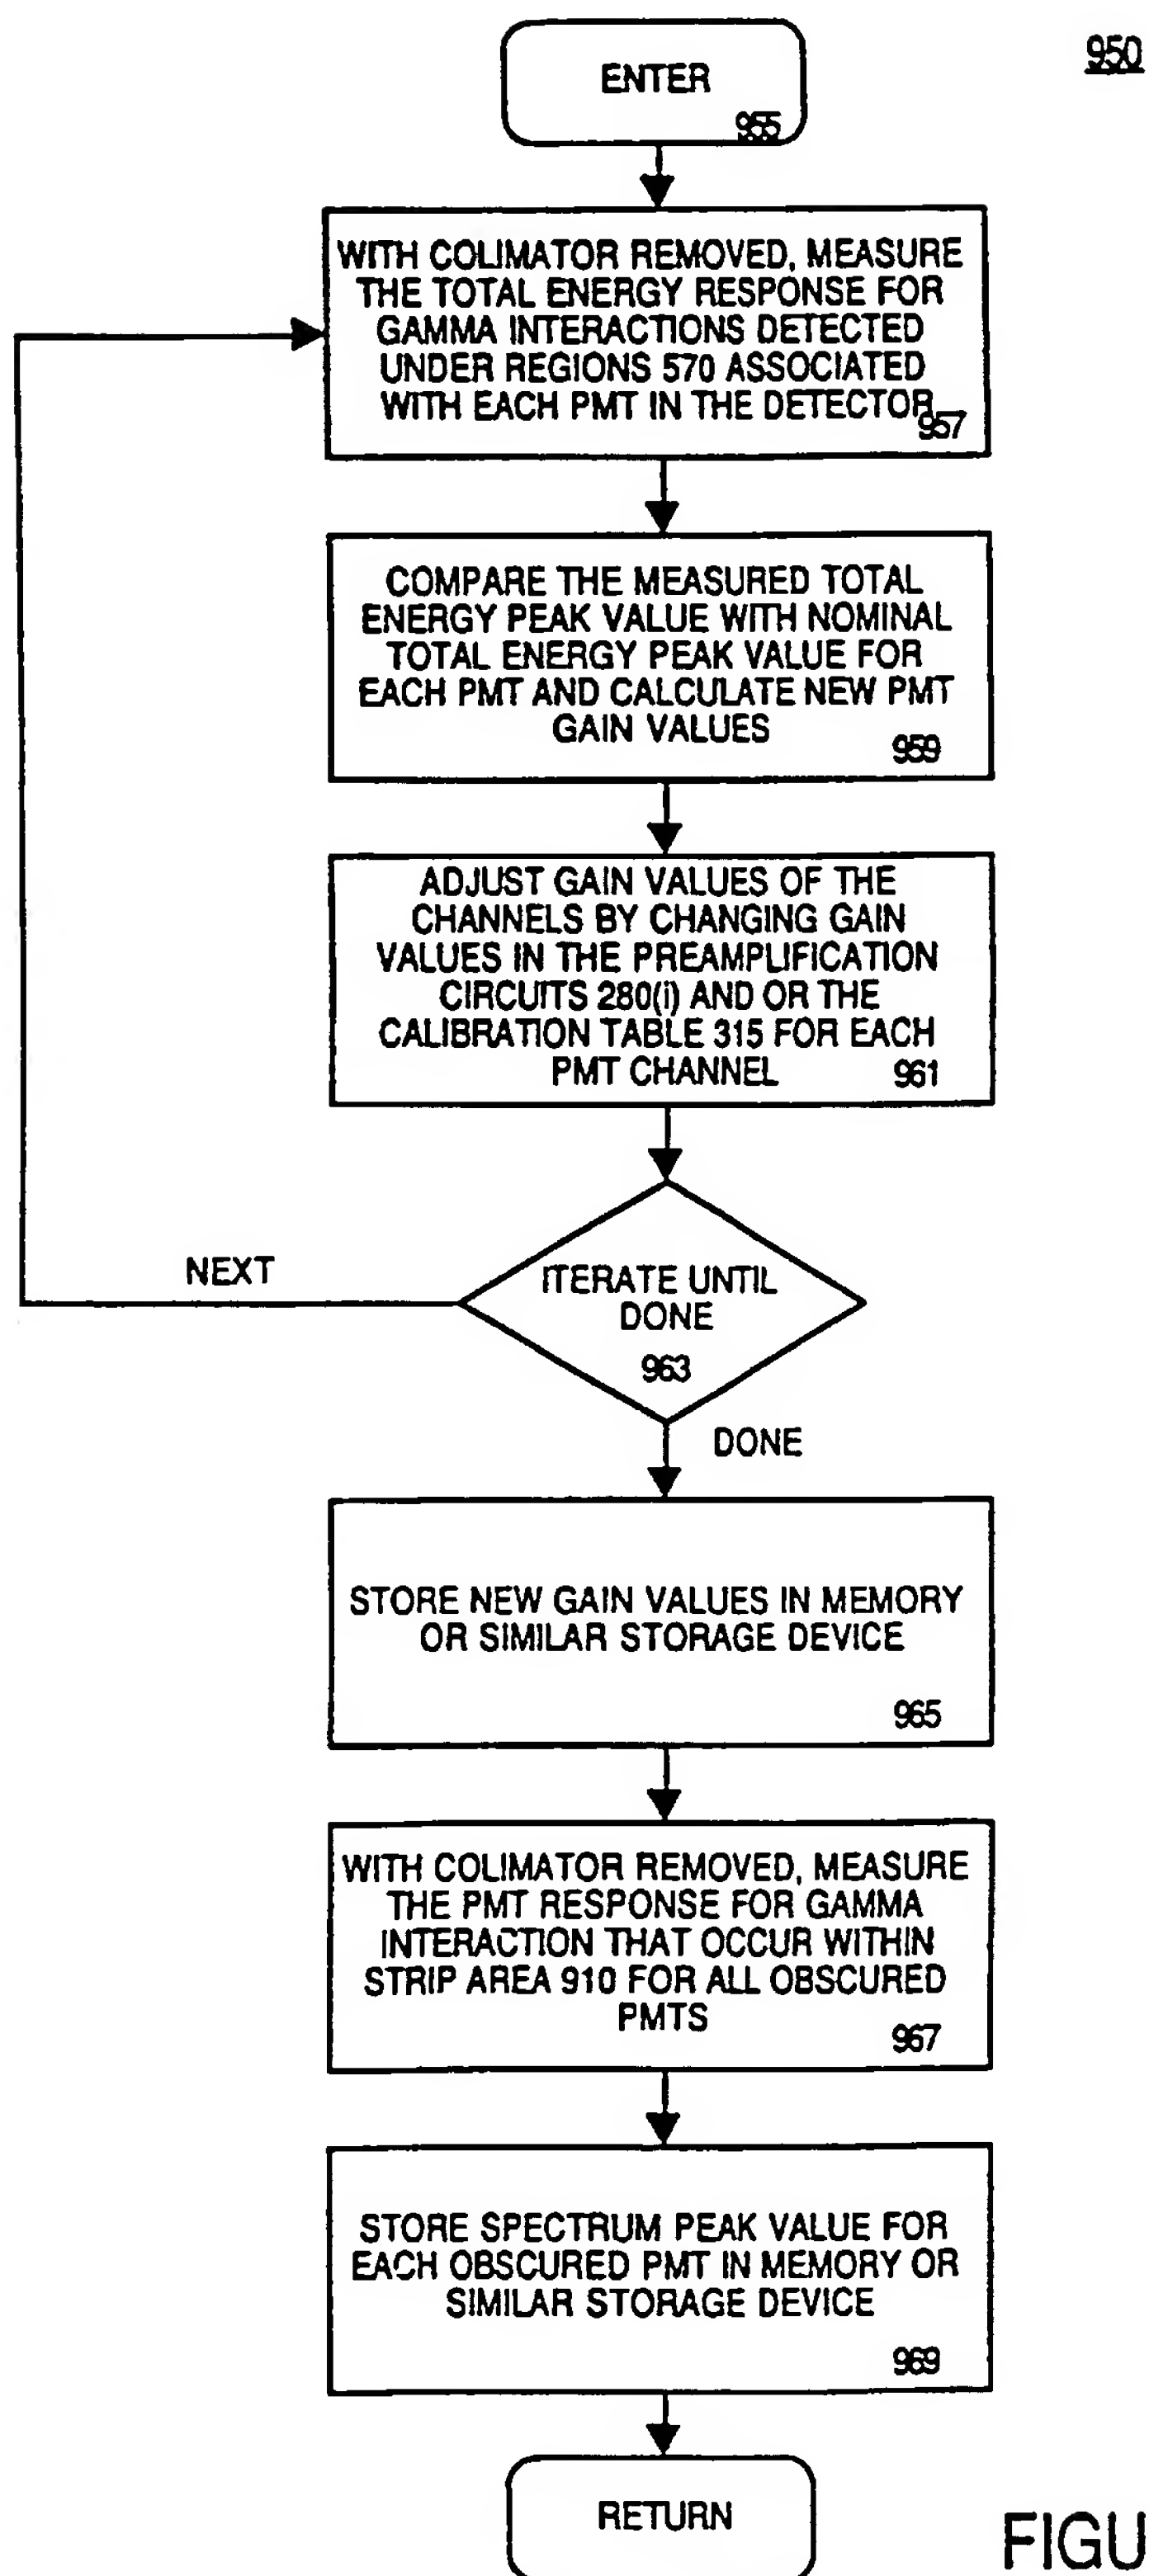 950
ENTER
955
WITH COLIMATOR REMOVED, MEASURE
THE TOTAL ENERGY RESPONSE FOR
GAMMA INTERACTIONS DETECTED
UNDER REGIONS 570 ASSOCIATED
WITH EACH PMT IN THE DETECTOR
957
COMPARE THE MEASURED TOTAL
ENERGY PEAK VALUE WITH NOMINAL
TOTAL ENERGY PEAK VALUE FOR
EACH PMT AND CALCULATE NEW PMT
GAIN VALUES
959
ADJUST GAIN VALUES OF THE
CHANNELS BY CHANGING GAIN
VALUES IN THE PREAMPLIFICATION
CIRCUITS 280(i) AND OR THE
CALIBRATION TABLE 315 FOR EACH
PMT CHANNEL
961
NEXT
ITERATE UNTIL
DONE
963
DONE
STORE NEW GAIN VALUES IN MEMORY
OR SIMILAR STORAGE DEVICE
965
WITH COLIMATOR REMOVED, MEASURE
THE PMT RESPONSE FOR GAMMA
INTERACTION THAT OCCUR WITHIN
STRIP AREA 910 FOR ALL OBSCURED
PMTS
967
STORE SPECTRUM PEAK VALUE FOR
EACH OBSCURED PMT IN MEMORY OR
SIMILAR STORAGE DEVICE
969
RETURN
FIGU